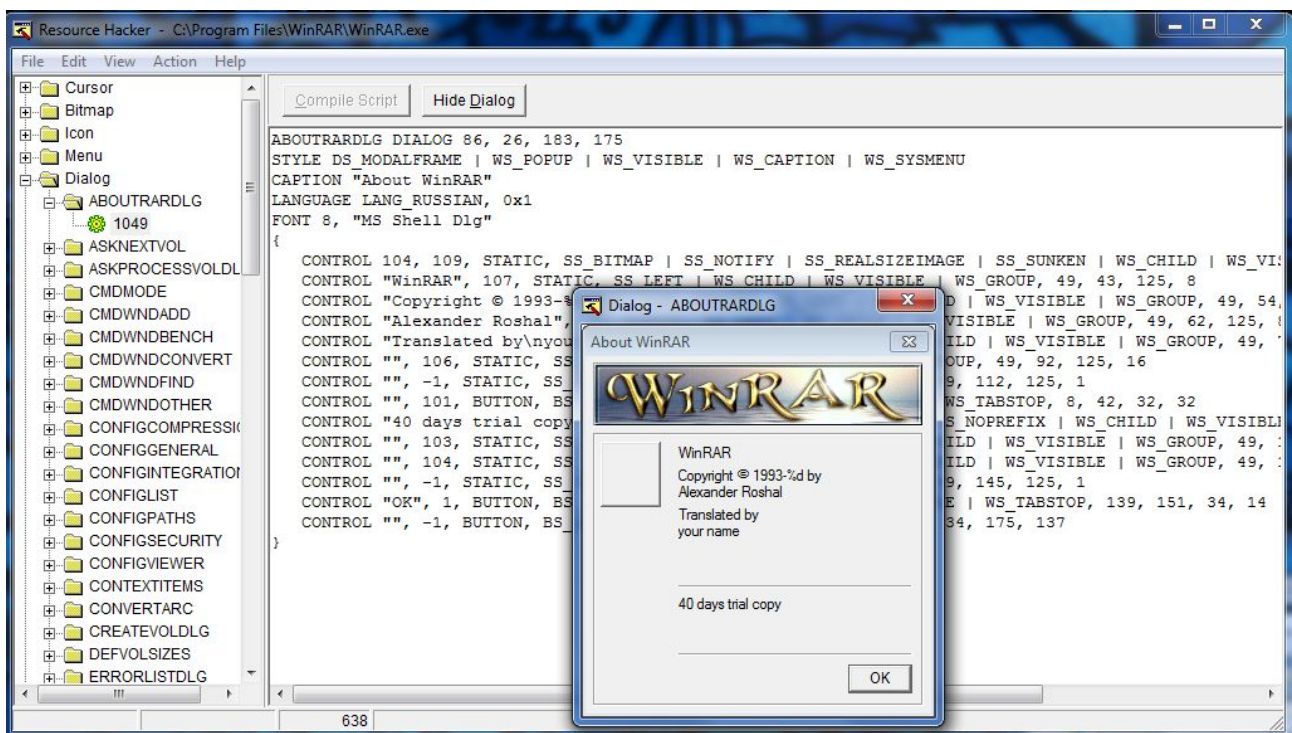 Resource Hacker - C:\Program Files\WinRAR\WinRAR.exe
File Edit View Action Help
Cursor
Bitmap
Icon
Menu
Dialog
ABOUTRARDLG
1049
ASKNEXTVOL
ASKPROCESSVOLDL
CMDMODE
CMDWNDADD
CMDWNDBENCH
CMDWNDCONVERT
CMDWNDFIND
CMDWNDOTHER
CONFIGCOMPRESSI
CONFIGGENERAL
CONFIGINTEGRATIO
CONFIGLIST
CONFIGPATHS
CONFIGSECURITY
CONFIGVIEWER
CONTEXTITEMS
CONVERTARC
CREATEVOLDLG
DEFVOLSIZES
ERRORLISTDLG
Compile Script Hide Dialog
ABOUTRARDLG DIALOG 86, 26, 183, 175
STYLE DS_MODALFRAME | WS_POPUP | WS_VISIBLE | WS_CAPTION | WS_SYSMENU
CAPTION "About WinRAR"
LANGUAGE LANG_RUSSIAN, 0x1
FONT 8, "MS Shell Dlg"
{
CONTROL 104, 109, STATIC, SS_BITMAP | SS_NOTIFY | SS_REALSIZEIMAGE | SS_SUNKEN | WS_CHILD | WS_VIS
CONTROL "WinRAR", 107, STATIC, SS_LEFT | WS_CHILD | WS_VISIBLE | WS_GROUP, 49, 43, 125, 8
CONTROL "Copyright © 1993-% D | WS_VISIBLE | WS_GROUP, 49, 54,
CONTROL "Alexander Roshal", VISIBLE | WS_GROUP, 49, 62, 125,
CONTROL "Translated by\nyou ILD | WS_VISIBLE | WS_GROUP, 49,
CONTROL "", 106, STATIC, SS OUP, 49, 92, 125, 16
CONTROL "", -1, STATIC, SS_ 9, 112, 125, 1
CONTROL "", 101, BUTTON, BS WS_TABSTOP, 8, 42, 32, 32
CONTROL "40 days trial copy S_NOPREFIX | WS_CHILD | WS_VISIBL
CONTROL "", 103, STATIC, SS ILD | WS_VISIBLE | WS_GROUP, 49,
CONTROL "", 104, STATIC, SS ILD | WS_VISIBLE | WS_GROUP, 49,
CONTROL "", -1, STATIC, SS_ 9, 145, 125, 1
CONTROL "OK", 1, BUTTON, BS E | WS_TABSTOP, 139, 151, 34, 14
CONTROL "", -1, BUTTON, BS_ 34, 175, 137
}
Dialog - ABOUTRARDLG
About WinRAR
WINRAR
WinRAR
Copyright © 1993-%d by
Alexander Roshal
Translated by
your name
40 days trial copy
OK
638